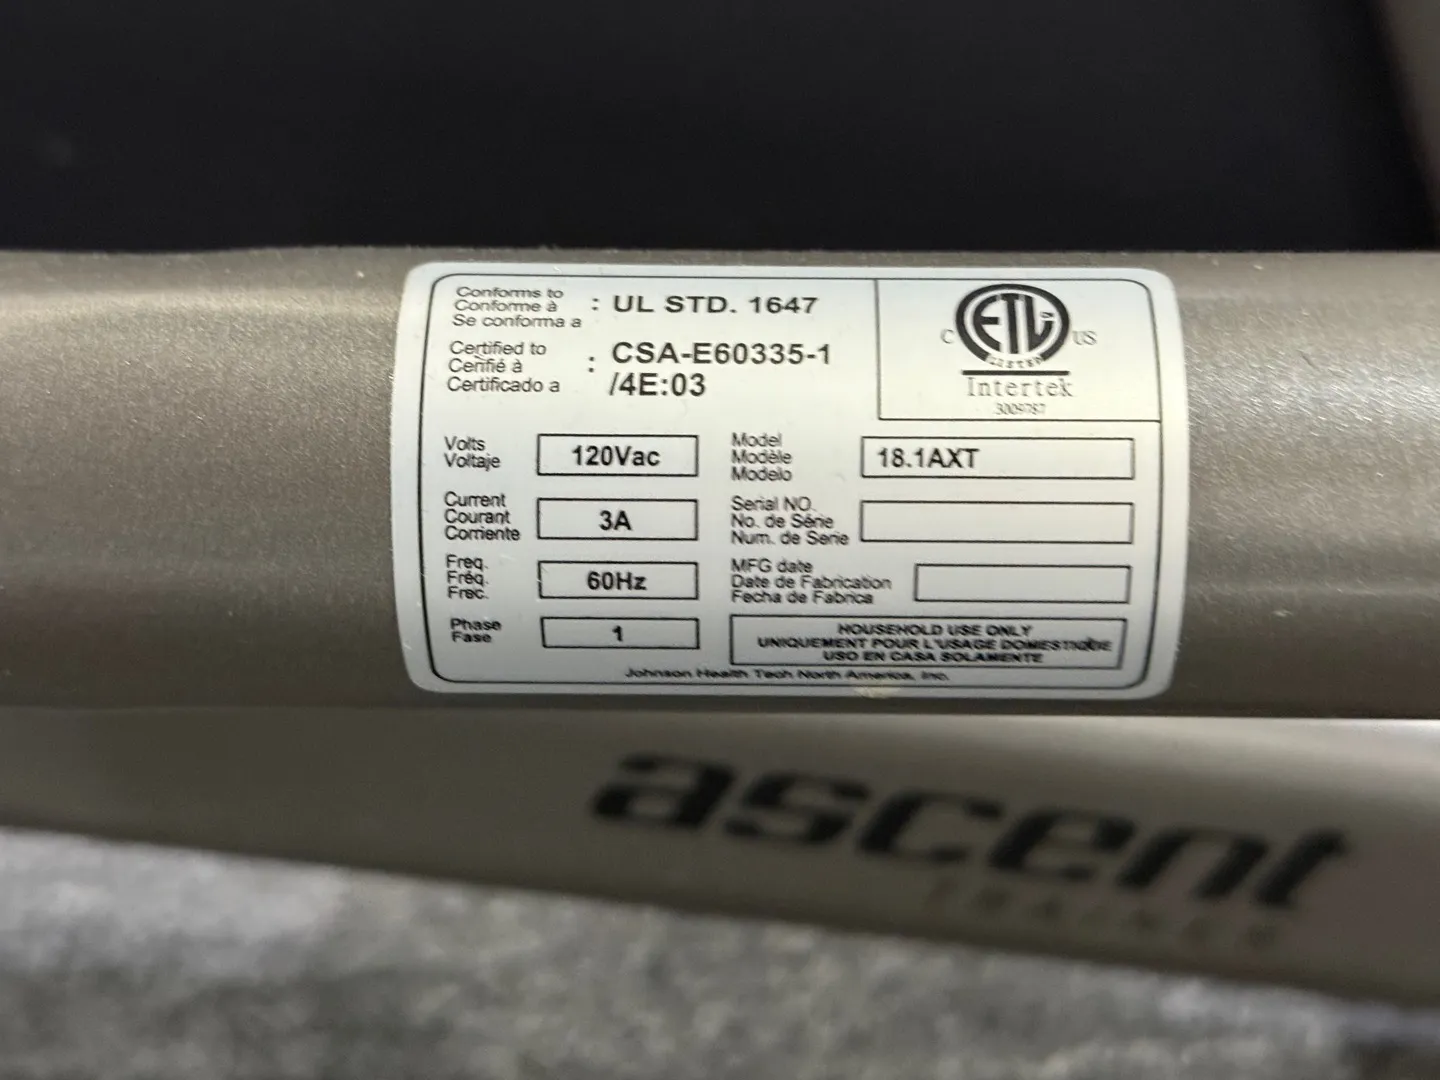 Conforms to
Conforme à
Se conforma a
: UL STD. 1647
Certified to
Cerifié à
Certificado a
: CSA-E60335-1
/4E:03
C ETL US
LISTED
Intertek
3009787
Volts
Voltaje
120Vac
Model
Modèle
Modelo
18.1AXT
Current
Courant
Corriente
3A
Serial NO.
No. de Série
Num. de Serie
Freq.
Fréq.
Frec.
60Hz
MFG date
Date de Fabrication
Fecha de Fabrica
Phase
Fase
1
HOUSEHOLD USE ONLY
UNIQUEMENT POUR L'USAGE DOMESTIQUE
USO EN CASA SOLAMENTE
Johnson Health Tech North America, Inc.
ascent
TRAINER